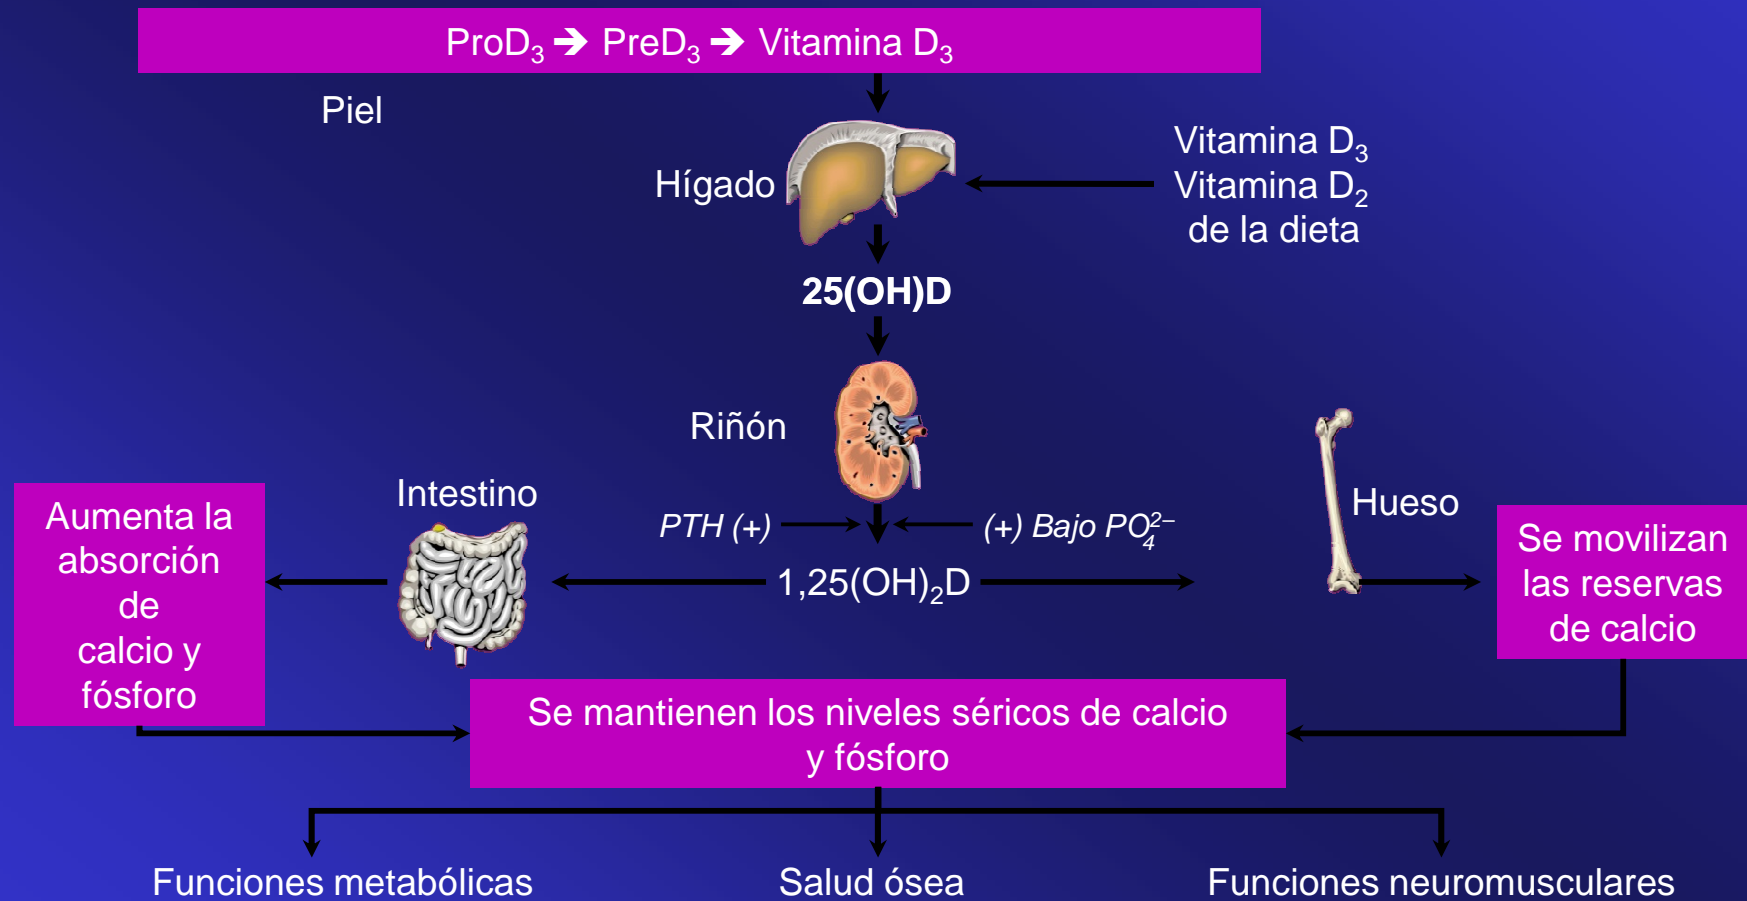 ProD₃ ➔ PreD₃ ➔ Vitamina D₃
Piel
Hígado
Vitamina D₃
Vitamina D₂
de la dieta
25(OH)D
Riñón
Intestino
Hueso
Aumenta la
absorción
de
calcio y
fósforo
PTH (+)
(+) Bajo PO₄²⁻
1,25(OH)₂D
Se movilizan
las reservas
de calcio
Se mantienen los niveles séricos de calcio
y fósforo
Funciones metabólicas
Salud ósea
Funciones neuromusculares